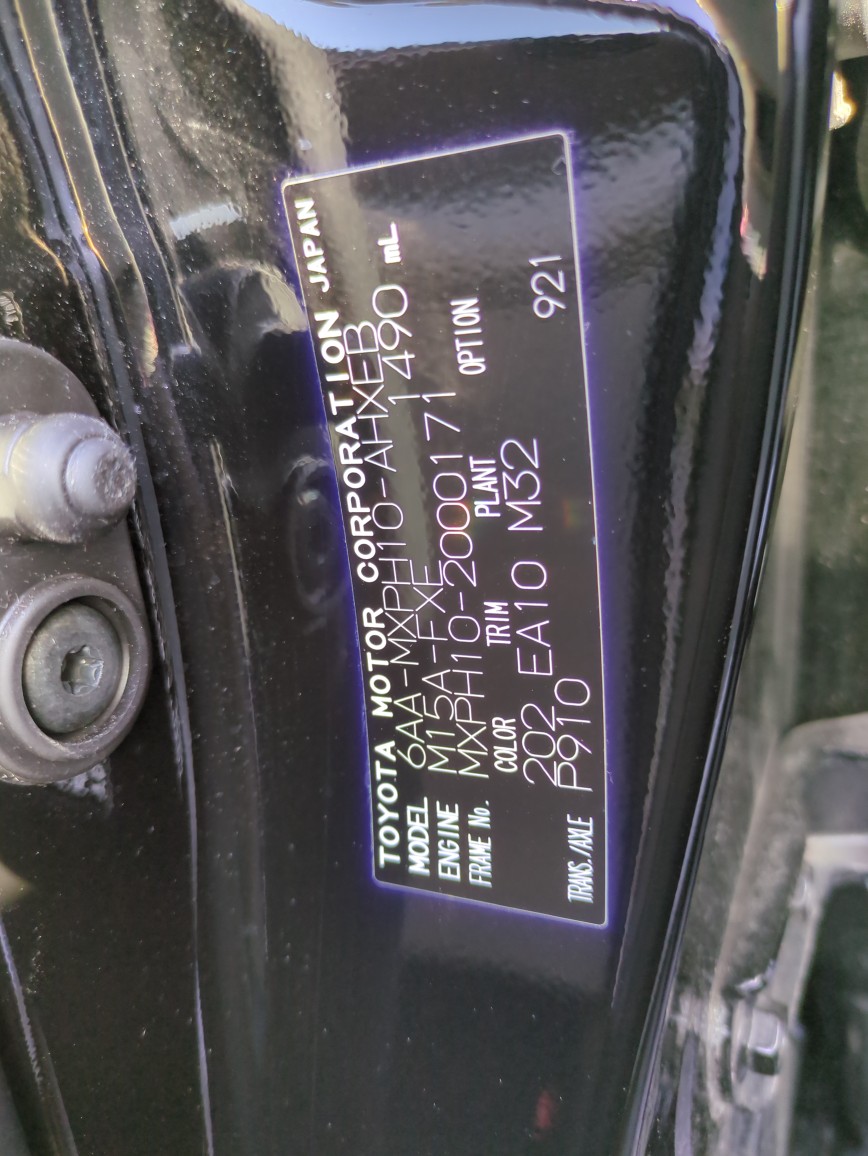 TOYOTA MOTOR CORPORATION JAPAN
MODEL 6AA-MXPH10-AHXEB
ENGINE M15A-FXE 1490 mL
FRAME No. MXPH10-2000171
COLOR TRIM PLANT OPTION
202 EA10 M32
TRANS./AXLE P910 921